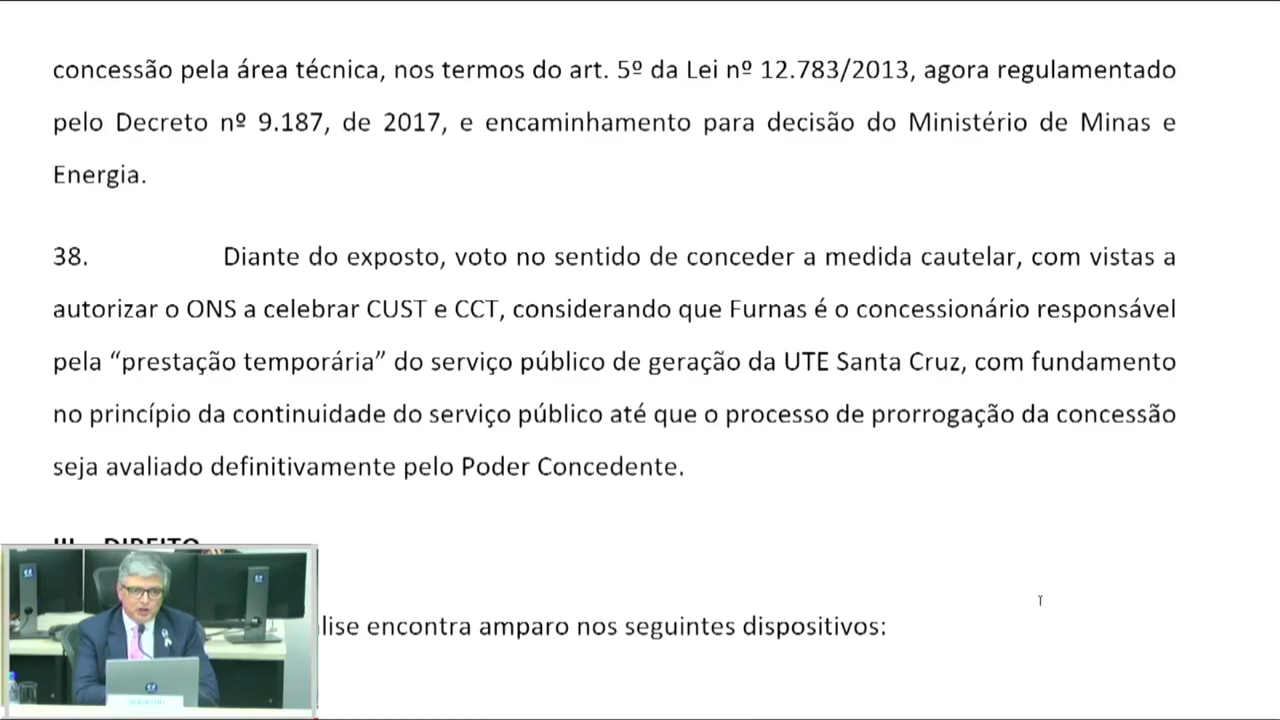 concessão pela área técnica, nos termos do art. 5º da Lei nº 12.783/2013, agora regulamentado
pelo Decreto nº 9.187, de 2017, e encaminhamento para decisão do Ministério de Minas e
Energia.
38. Diante do exposto, voto no sentido de conceder a medida cautelar, com vistas a
autorizar o ONS a celebrar CUST e CCT, considerando que Furnas é o concessionário responsável
pela “prestação temporária” do serviço público de geração da UTE Santa Cruz, com fundamento
no princípio da continuidade do serviço público até que o processo de prorrogação da concessão
seja avaliado definitivamente pelo Poder Concedente.
III DIREITO
lise encontra amparo nos seguintes dispositivos: